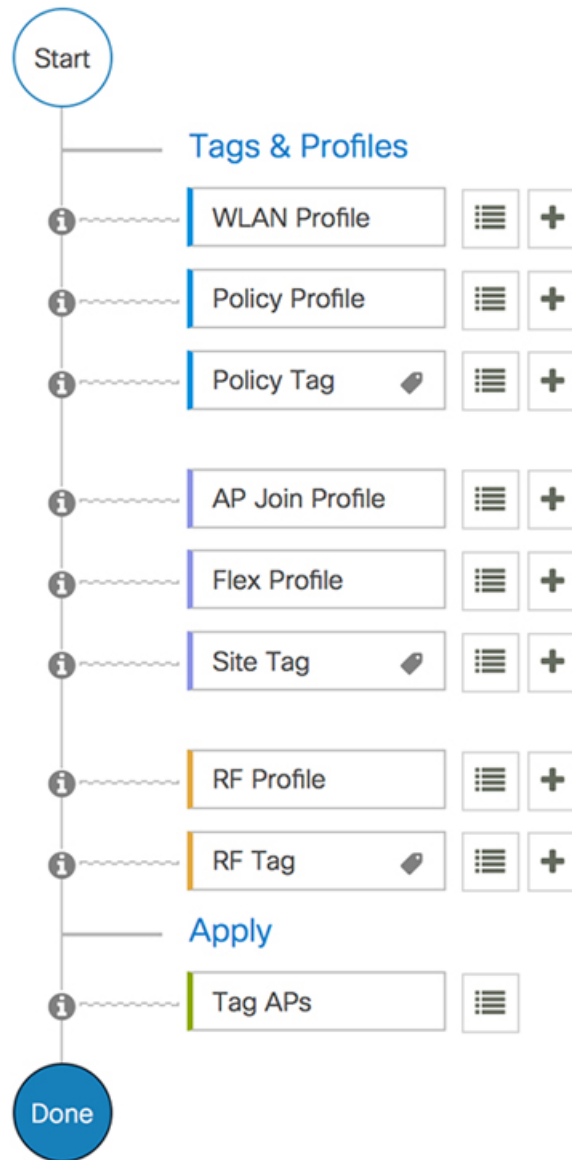 Start
Tags & Profiles
WLAN Profile
Policy Profile
Policy Tag
AP Join Profile
Flex Profile
Site Tag
RF Profile
RF Tag
Apply
Tag APs
Done